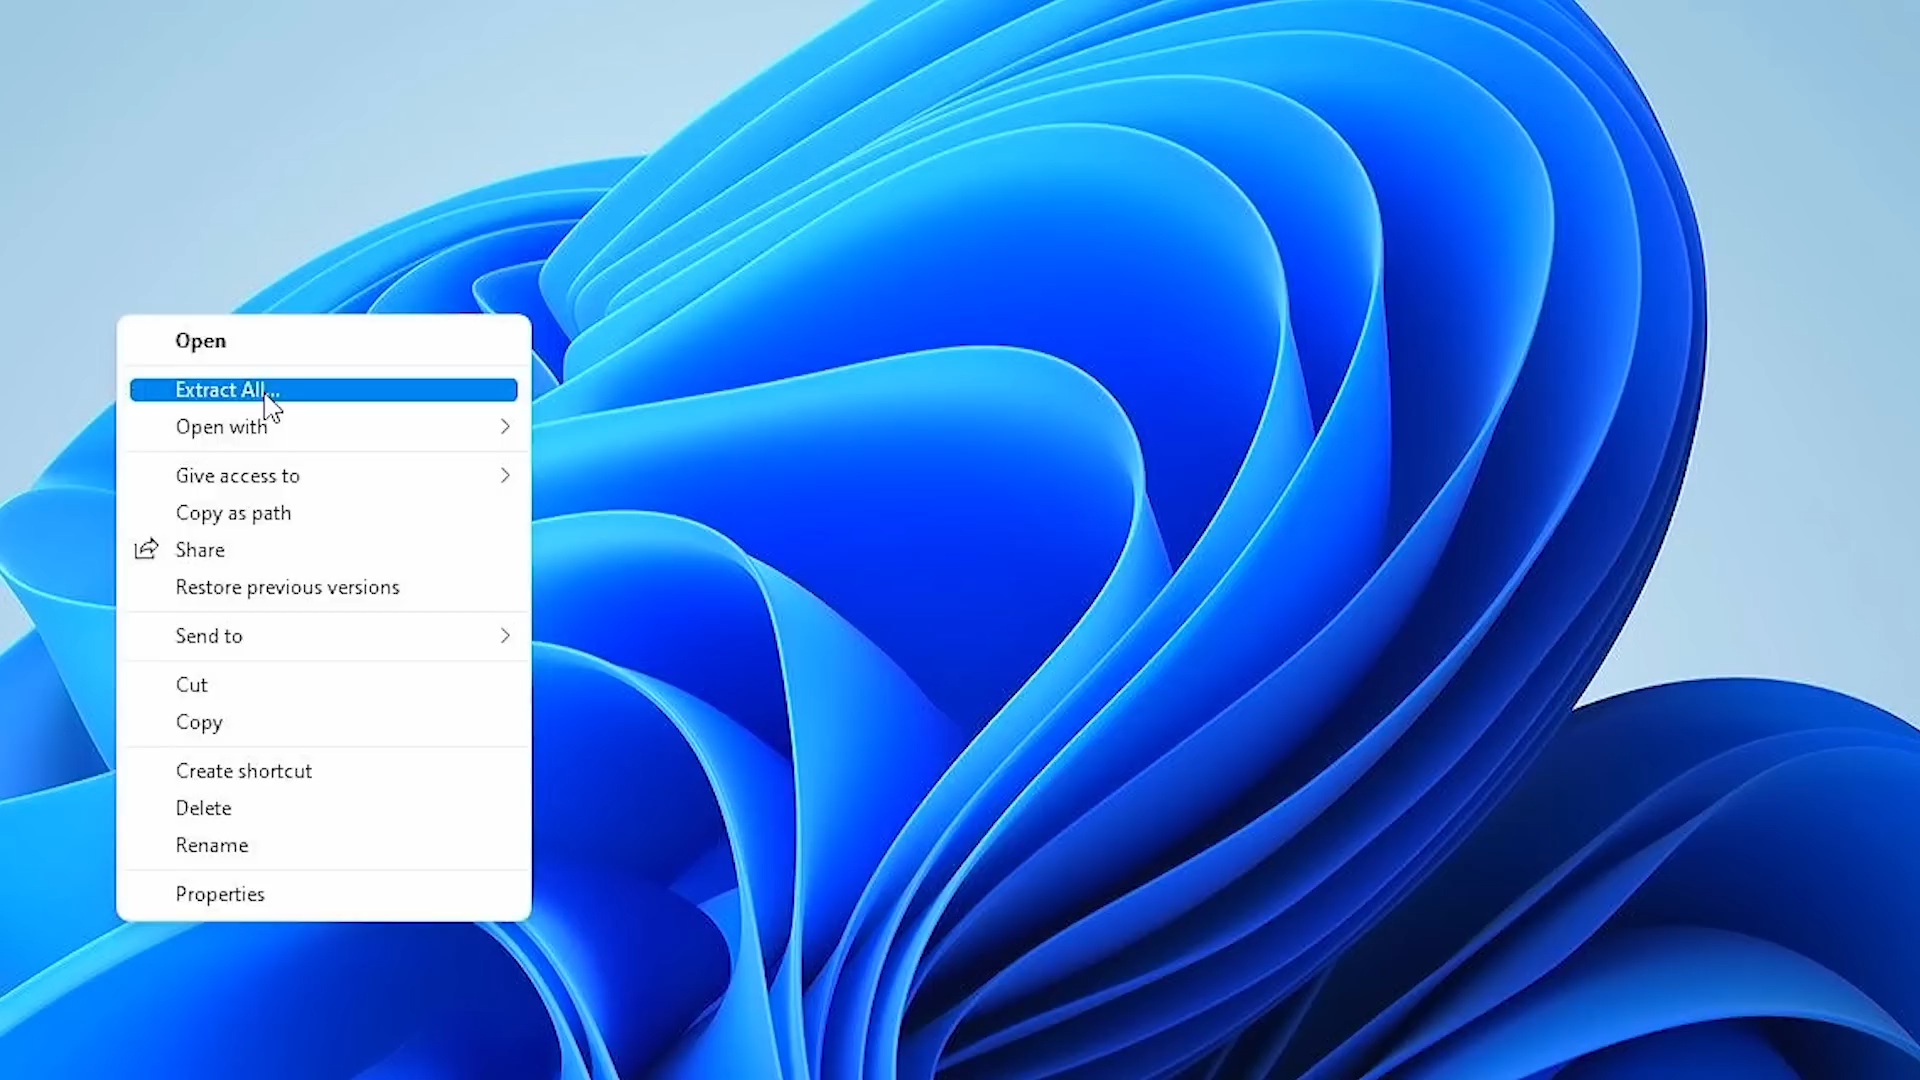 Open
Extract All...
Open with
Give access to
Copy as path
Share
Restore previous versions
Send to
Cut
Copy
Create shortcut
Delete
Rename
Properties